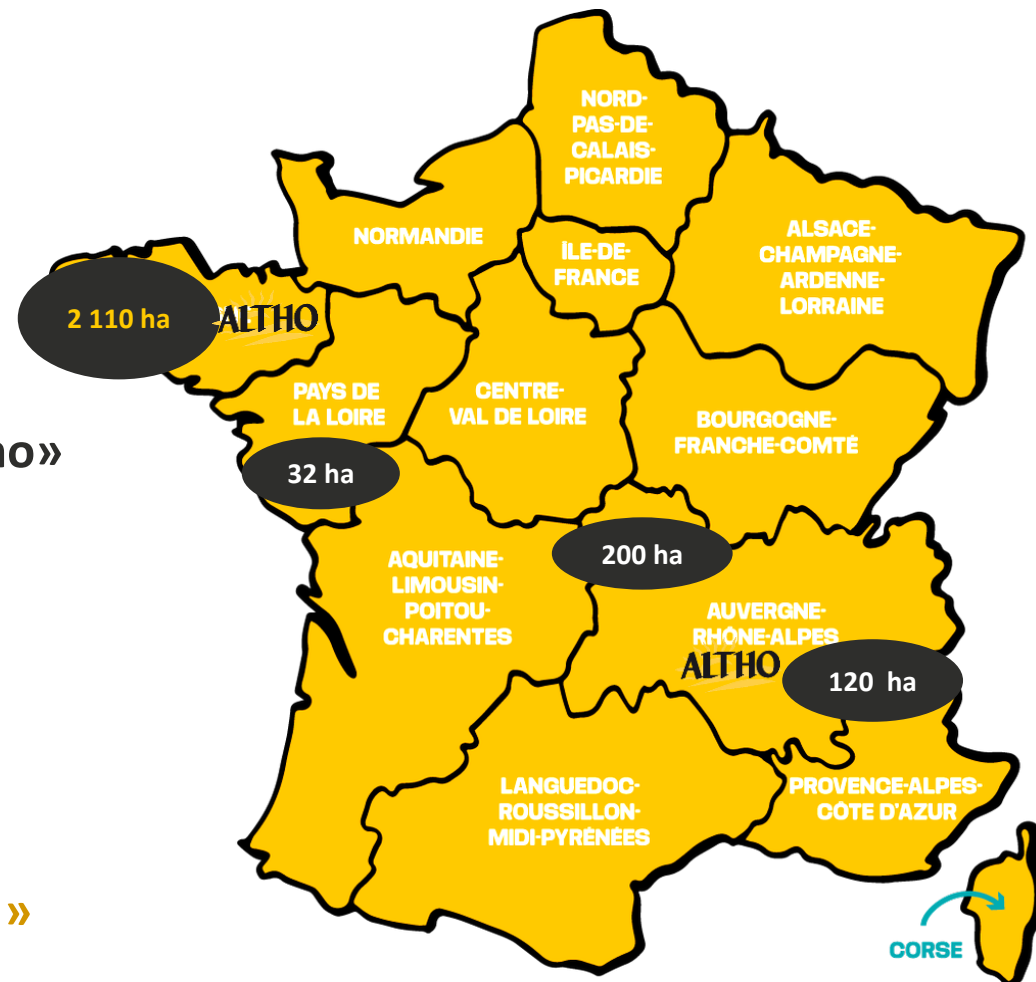 NORD-
PAS-DE-
CALAIS-
PICARDIE
NORMANDIE
ÎLE-DE-
FRANCE
ALSACE-
CHAMPAGNE-
ARDENNE-
LORRAINE
2 110 ha
ALTHO
PAYS DE
LA LOIRE
CENTRE-
VAL DE LOIRE
BOURGOGNE-
FRANCHE-COMTÉ
o»
32 ha
200 ha
AQUITAINE-
LIMOUSIN-
POITOU-
CHARENTES
AUVERGNE-
RHÔNE-ALPES
ALTHO
120 ha
LANGUEDOC-
ROUSSILLON-
MIDI-PYRÉNÉES
PROVENCE-ALPES-
CÔTE D'AZUR
»
CORSE